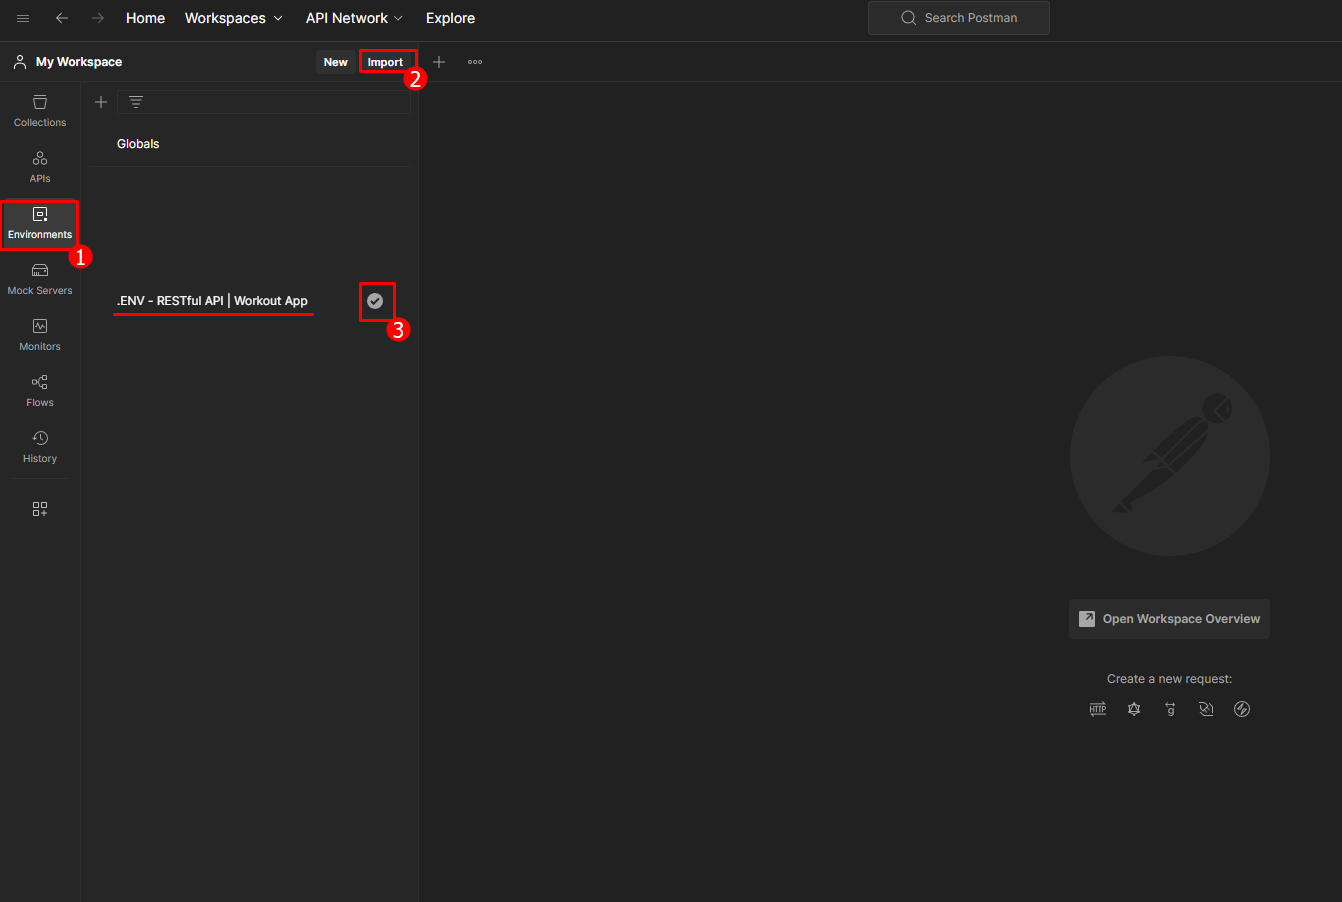 Home Workspaces API Network Explore Search Postman
My Workspace New Import
2
Collections
Globals
APIs
Environments
1
Mock Servers
.ENV - RESTful API | Workout App
3
Monitors
Flows
History
Open Workspace Overview
Create a new request:
HTTP g